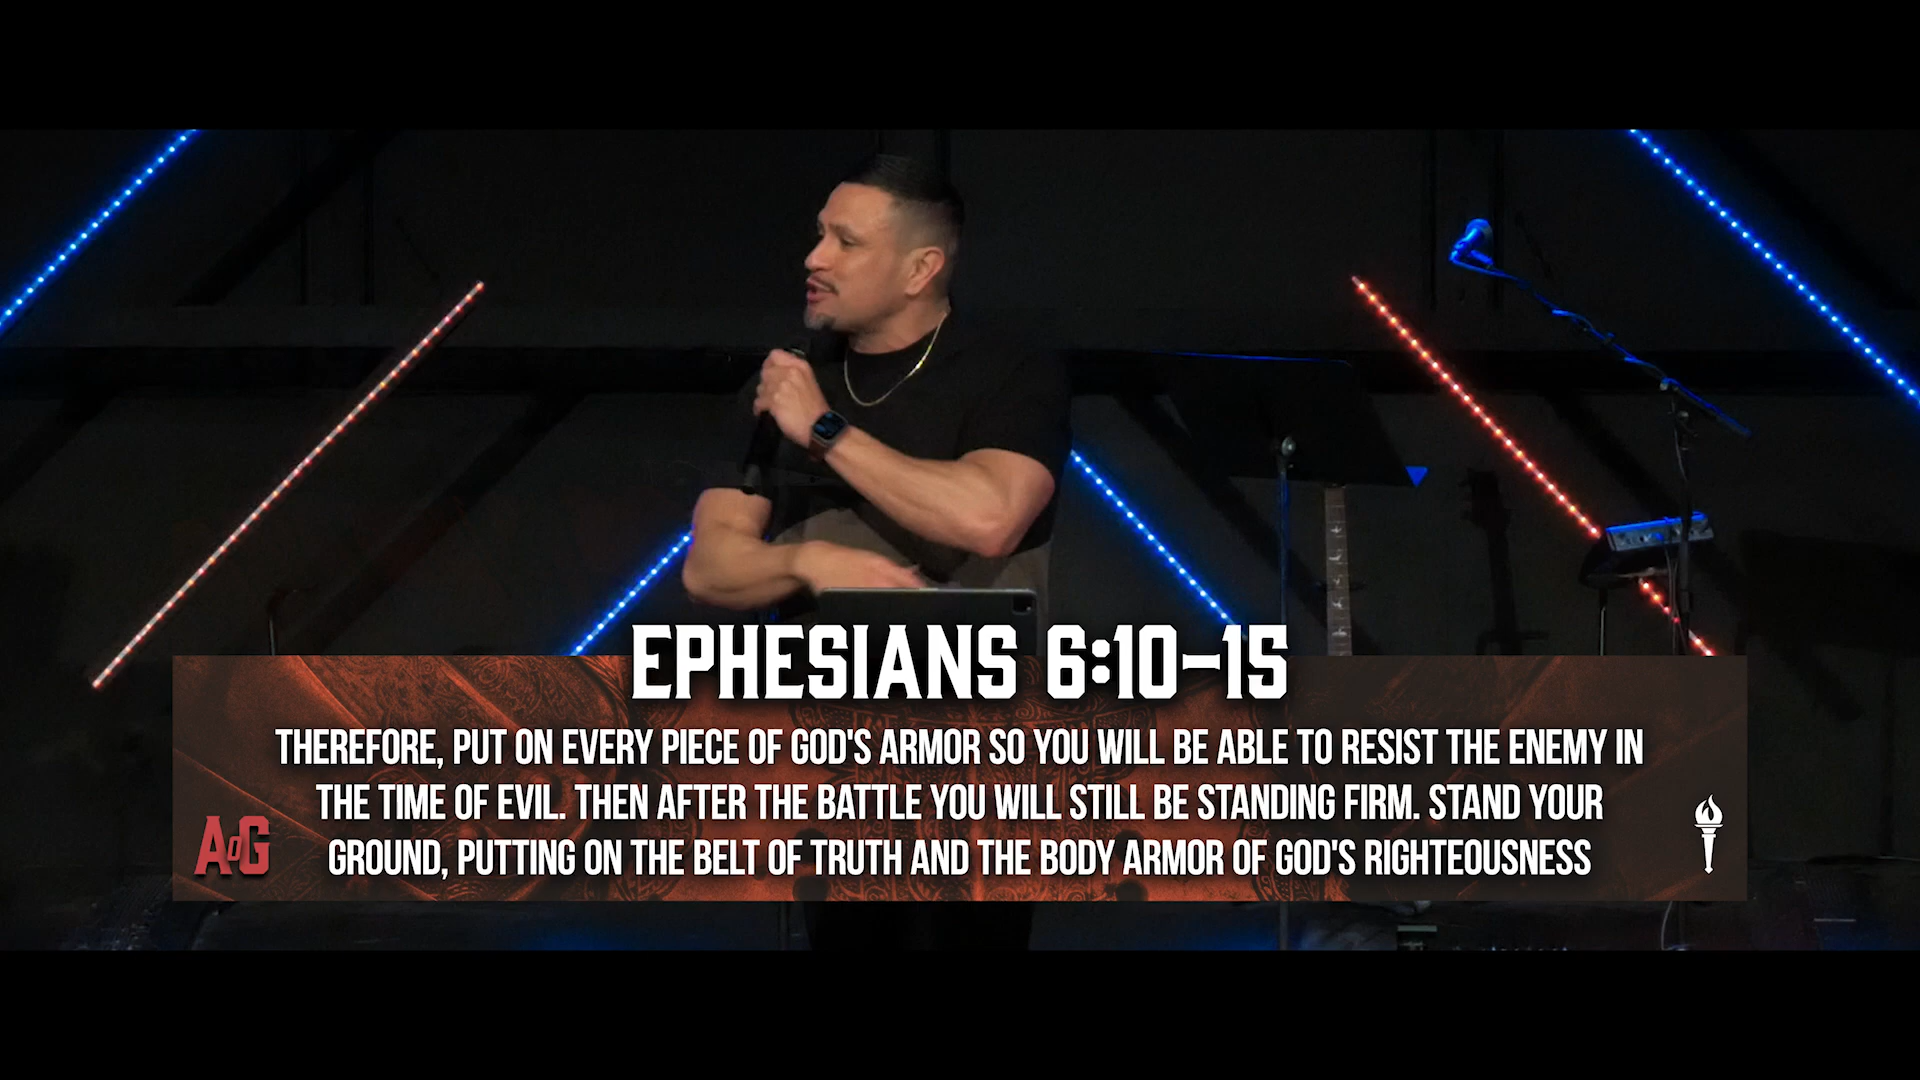 EPHESIANS 6:10-15
THEREFORE, PUT ON EVERY PIECE OF GOD'S ARMOR SO YOU WILL BE ABLE TO RESIST THE ENEMY IN
THE TIME OF EVIL. THEN AFTER THE BATTLE YOU WILL STILL BE STANDING FIRM. STAND YOUR
GROUND, PUTTING ON THE BELT OF TRUTH AND THE BODY ARMOR OF GOD'S RIGHTEOUSNESS
AOG